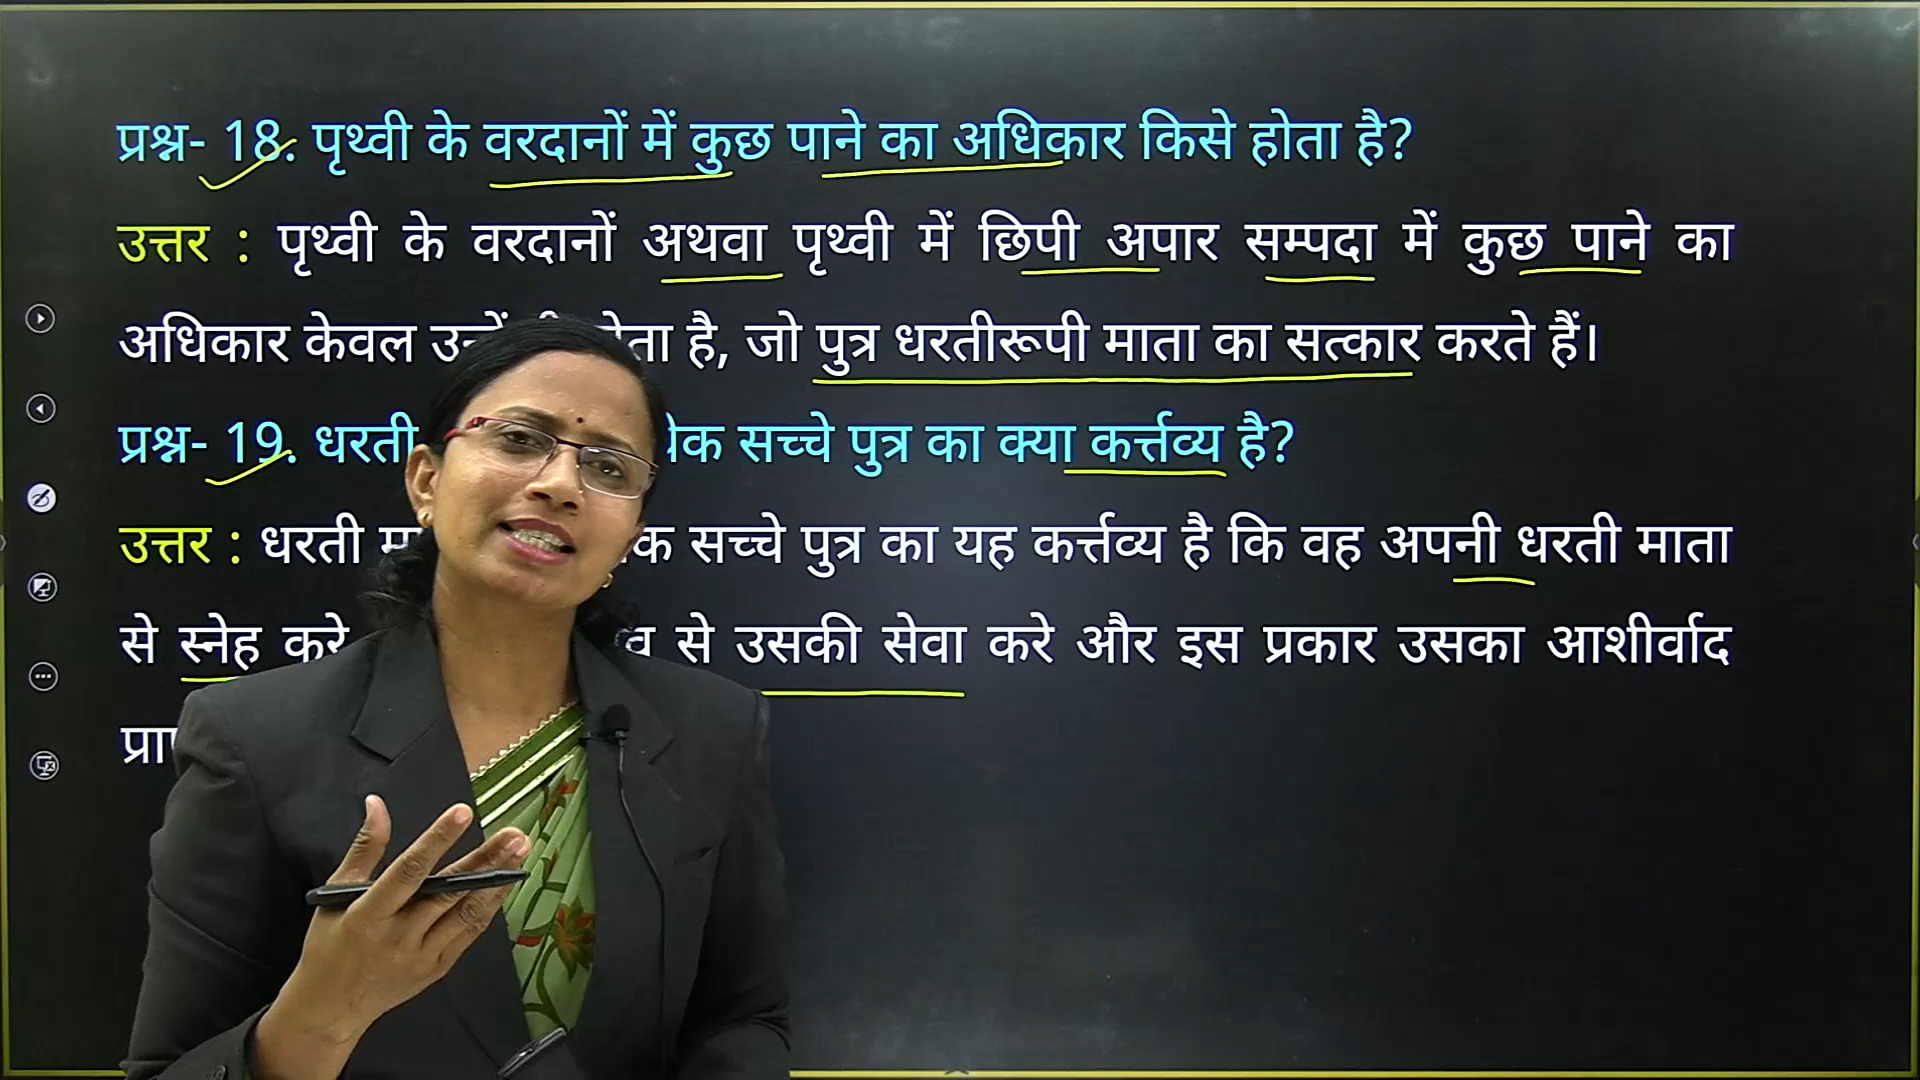 प्रश्न- 18. पृथ्वी के वरदानों में कुछ पाने का अधिकार किसे होता है?
उत्तर : पृथ्वी के वरदानों अथवा पृथ्वी में छिपी अपार सम्पदा में कुछ पाने का
अधिकार केवल है, जो पुत्र धरतीरूपी माता का सत्कार करते हैं।
प्रश्न- 19. धरती सच्चे पुत्र का क्या कर्त्तव्य है?
उत्तर : धरती सच्चे पुत्र का यह कर्त्तव्य है कि वह अपनी धरती माता
से स्नेह करे से उसकी सेवा करे और इस प्रकार उसका आशीर्वाद